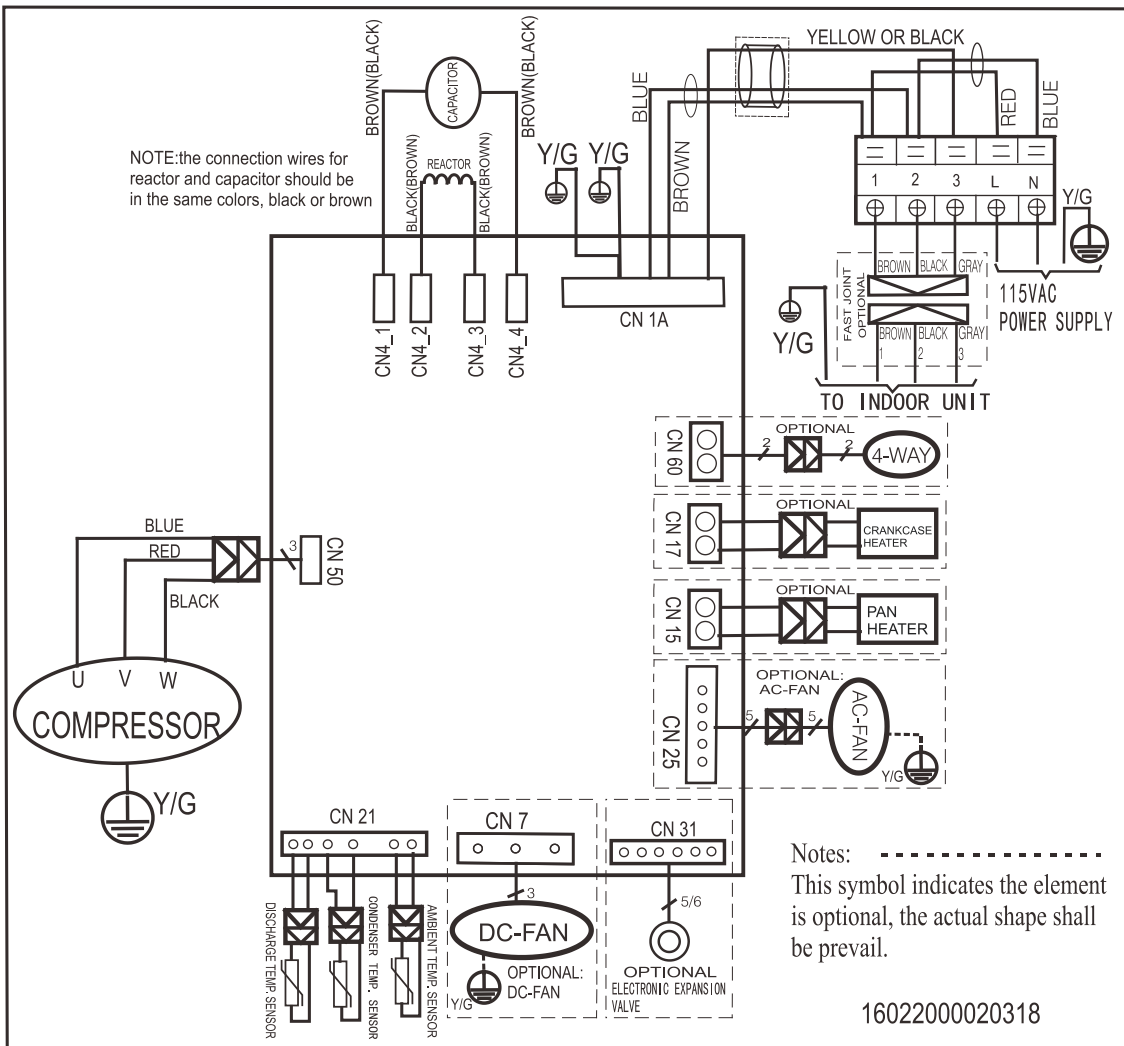 YELLOW OR BLACK
BROWN(BLACK)
CAPACITOR
BROWN(BLACK)
BLUE
BROWN
RED
BLUE
NOTE:the connection wires for
reactor and capacitor should be
in the same colors, black or brown
REACTOR
BLACK(BROWN)
BLACK(BROWN)
Y/G Y/G
1 2 3 L N
Y/G
CN4_1
CN4_2
CN4_3
CN4_4
CN 1A
BROWN BLACK GRAY
FAST JOINT
OPTIONAL
BROWN BLACK GRAY
1 2 3
115VAC
POWER SUPPLY
Y/G
TO INDOOR UNIT
CN 60
OPTIONAL
2 2
4-WAY
CN 17
OPTIONAL
CRANKCASE
HEATER
CN 15
OPTIONAL
PAN
HEATER
CN 25
OPTIONAL:
AC-FAN
5 5
AC-FAN
Y/G
BLUE
RED
BLACK
3
CN 50
U V W
COMPRESSOR
Y/G
CN 21
DISCHARGE TEMP. SENSOR
CONDENSER TEMP. SENSOR
AMBIENT TEMP. SENSOR
CN 7
3
DC-FAN
Y/G
OPTIONAL:
DC-FAN
CN 31
5/6
OPTIONAL
ELECTRONIC EXPANSION
VALVE
Notes:
This symbol indicates the element
is optional, the actual shape shall
be prevail.
16022000020318